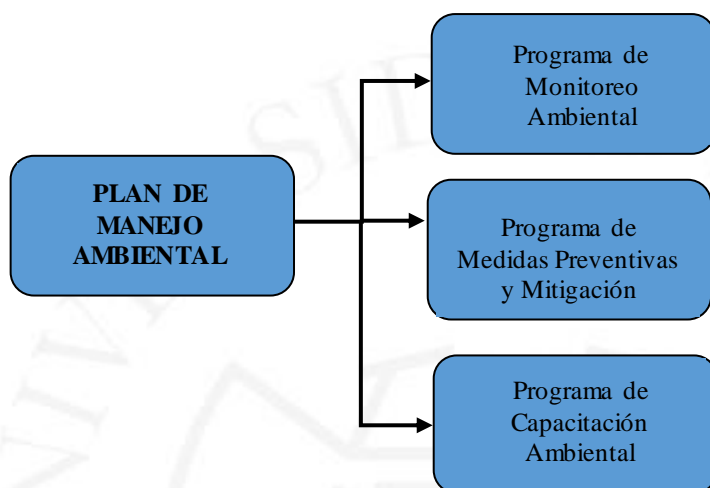 PLAN DE
MANEJO
AMBIENTAL
Programa de
Monitoreo
Ambiental
Programa de
Medidas Preventivas
y Mitigación
Programa de
Capacitación
Ambiental